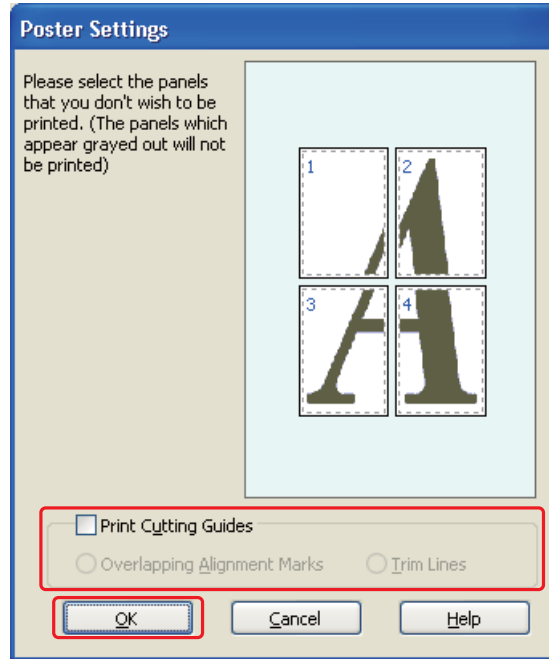 Poster Settings
Please select the panels
that you don't wish to be
printed. (The panels which
appear grayed out will not
be printed)
1
2
A
3
4
Print Cutting Guides
Overlapping Alignment Marks
Trim Lines
OK
Cancel
Help